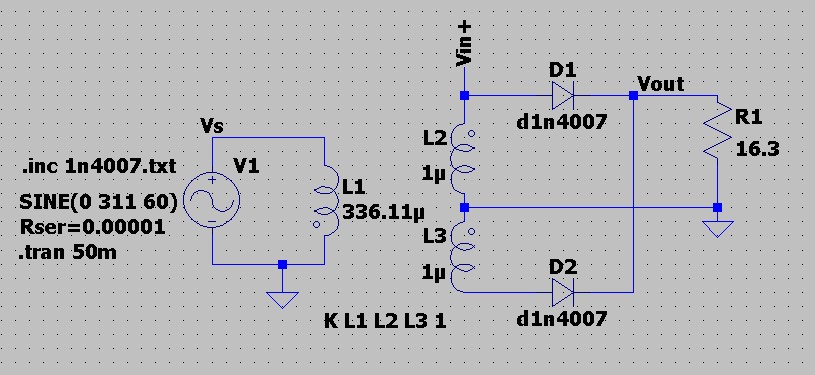 Vin+
D1
d1n4007
Vout
R1
16.3
Vs
V1
.inc 1n4007.txt
SINE(0 311 60)
Rser=0.00001
.tran 50m
L1
336.11µ
L2
1µ
L3
1µ
D2
d1n4007
K L1 L2 L3 1
+
−